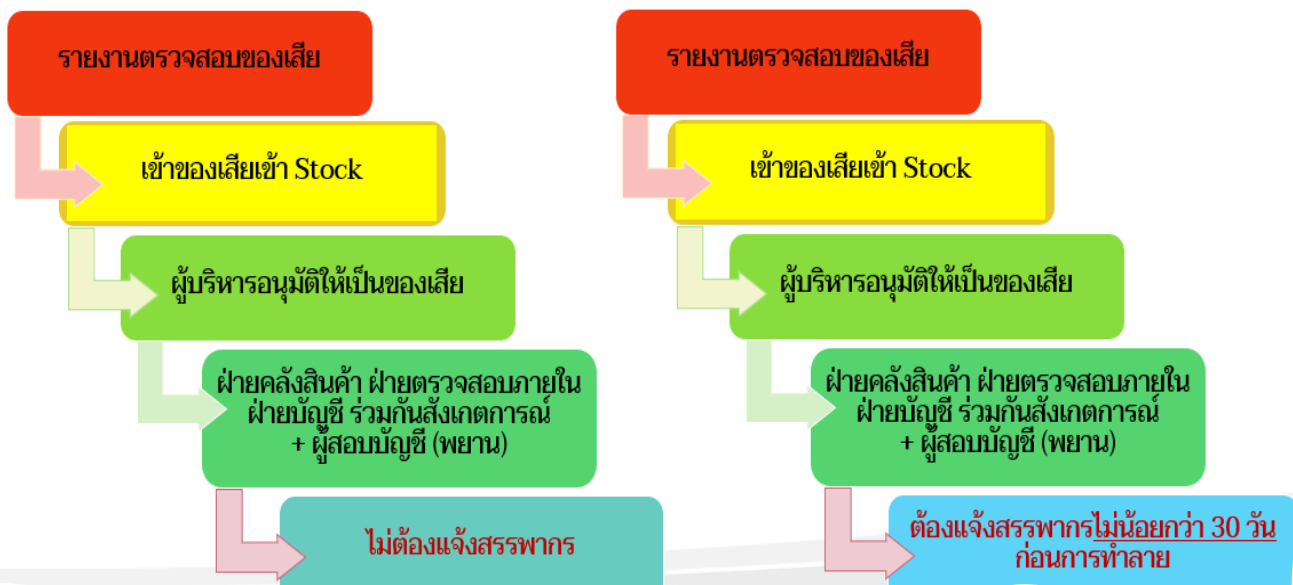 รายงานตรวจสอบของเสีย
เข้าของเสียเข้า Stock
ผู้บริหารอนุมัติให้เป็นของเสีย
ฝ่ายคลังสินค้า ฝ่ายตรวจสอบภายใน
ฝ่ายบัญชี ร่วมกันสังเกตการณ์
+ ผู้สอบบัญชี (พยาน)
ไม่ต้องแจ้งสรรพากร
รายงานตรวจสอบของเสีย
เข้าของเสียเข้า Stock
ผู้บริหารอนุมัติให้เป็นของเสีย
ฝ่ายคลังสินค้า ฝ่ายตรวจสอบภายใน
ฝ่ายบัญชี ร่วมกันสังเกตการณ์
+ ผู้สอบบัญชี (พยาน)
ต้องแจ้งสรรพากรไม่น้อยกว่า 30 วัน
ก่อนการทำลาย